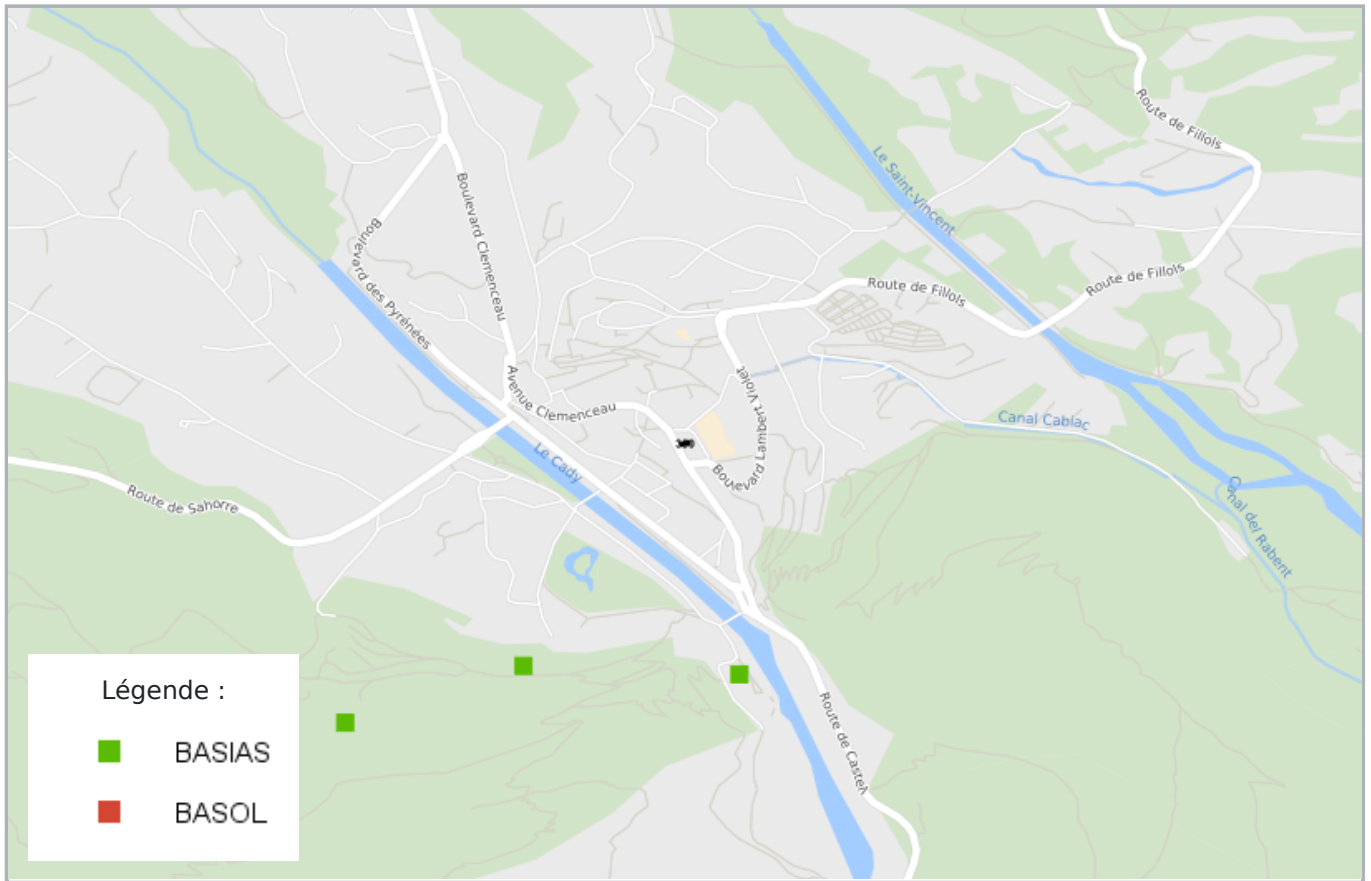 Route de Fillols
Le Saint-Vincent
Boulevard Clemenceau
Boulevard des Pyrénées
Route de Fillols
Route de Fillols
Avenue Clemenceau
Boulevard Lambert Violet
Canal Cablac
Le Cady
Route de Sahorre
Canal del Rabent
Route de Casteil
Légende :
BASIAS
BASOL